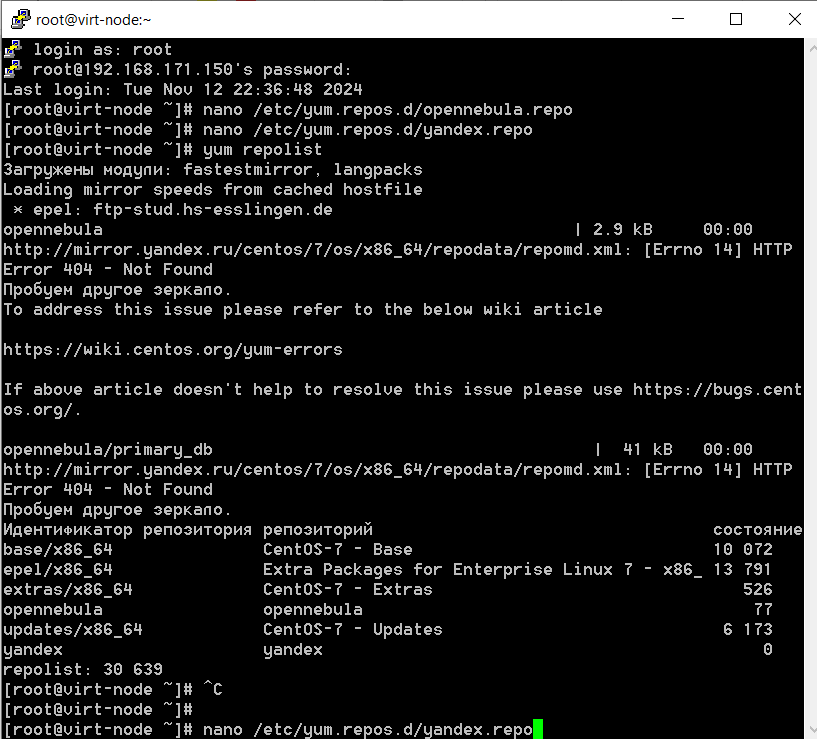 root@virt-node:~
login as: root
root@192.168.171.150's password:
Last login: Tue Nov 12 22:36:48 2024
[root@virt-node ~]# nano /etc/yum.repos.d/opennebula.repo
[root@virt-node ~]# nano /etc/yum.repos.d/yandex.repo
[root@virt-node ~]# yum repolist
Загружены модули: fastestmirror, langpacks
Loading mirror speeds from cached hostfile
 * epel: ftp-stud.hs-esslingen.de
opennebula                                               | 2.9 kB     00:00
http://mirror.yandex.ru/centos/7/os/x86_64/repodata/repomd.xml: [Errno 14] HTTP
Error 404 - Not Found
Пробуем другое зеркало.
To address this issue please refer to the below wiki article
https://wiki.centos.org/yum-errors
If above article doesn't help to resolve this issue please use https://bugs.cent
os.org/.
opennebula/primary_db                                      |  41 kB   00:00
http://mirror.yandex.ru/centos/7/os/x86_64/repodata/repomd.xml: [Errno 14] HTTP
Error 404 - Not Found
Пробуем другое зеркало.
Идентификатор репозитория репозиторий                                  состояние
base/x86_64               CentOS-7 - Base                              10 072
epel/x86_64               Extra Packages for Enterprise Linux 7 - x86_ 13 791
extras/x86_64             CentOS-7 - Extras                               526
opennebula                opennebula                                       77
updates/x86_64            CentOS-7 - Updates                            6 173
yandex                    yandex                                            0
repolist: 30 639
[root@virt-node ~]# ^C
[root@virt-node ~]#
[root@virt-node ~]# nano /etc/yum.repos.d/yandex.repo